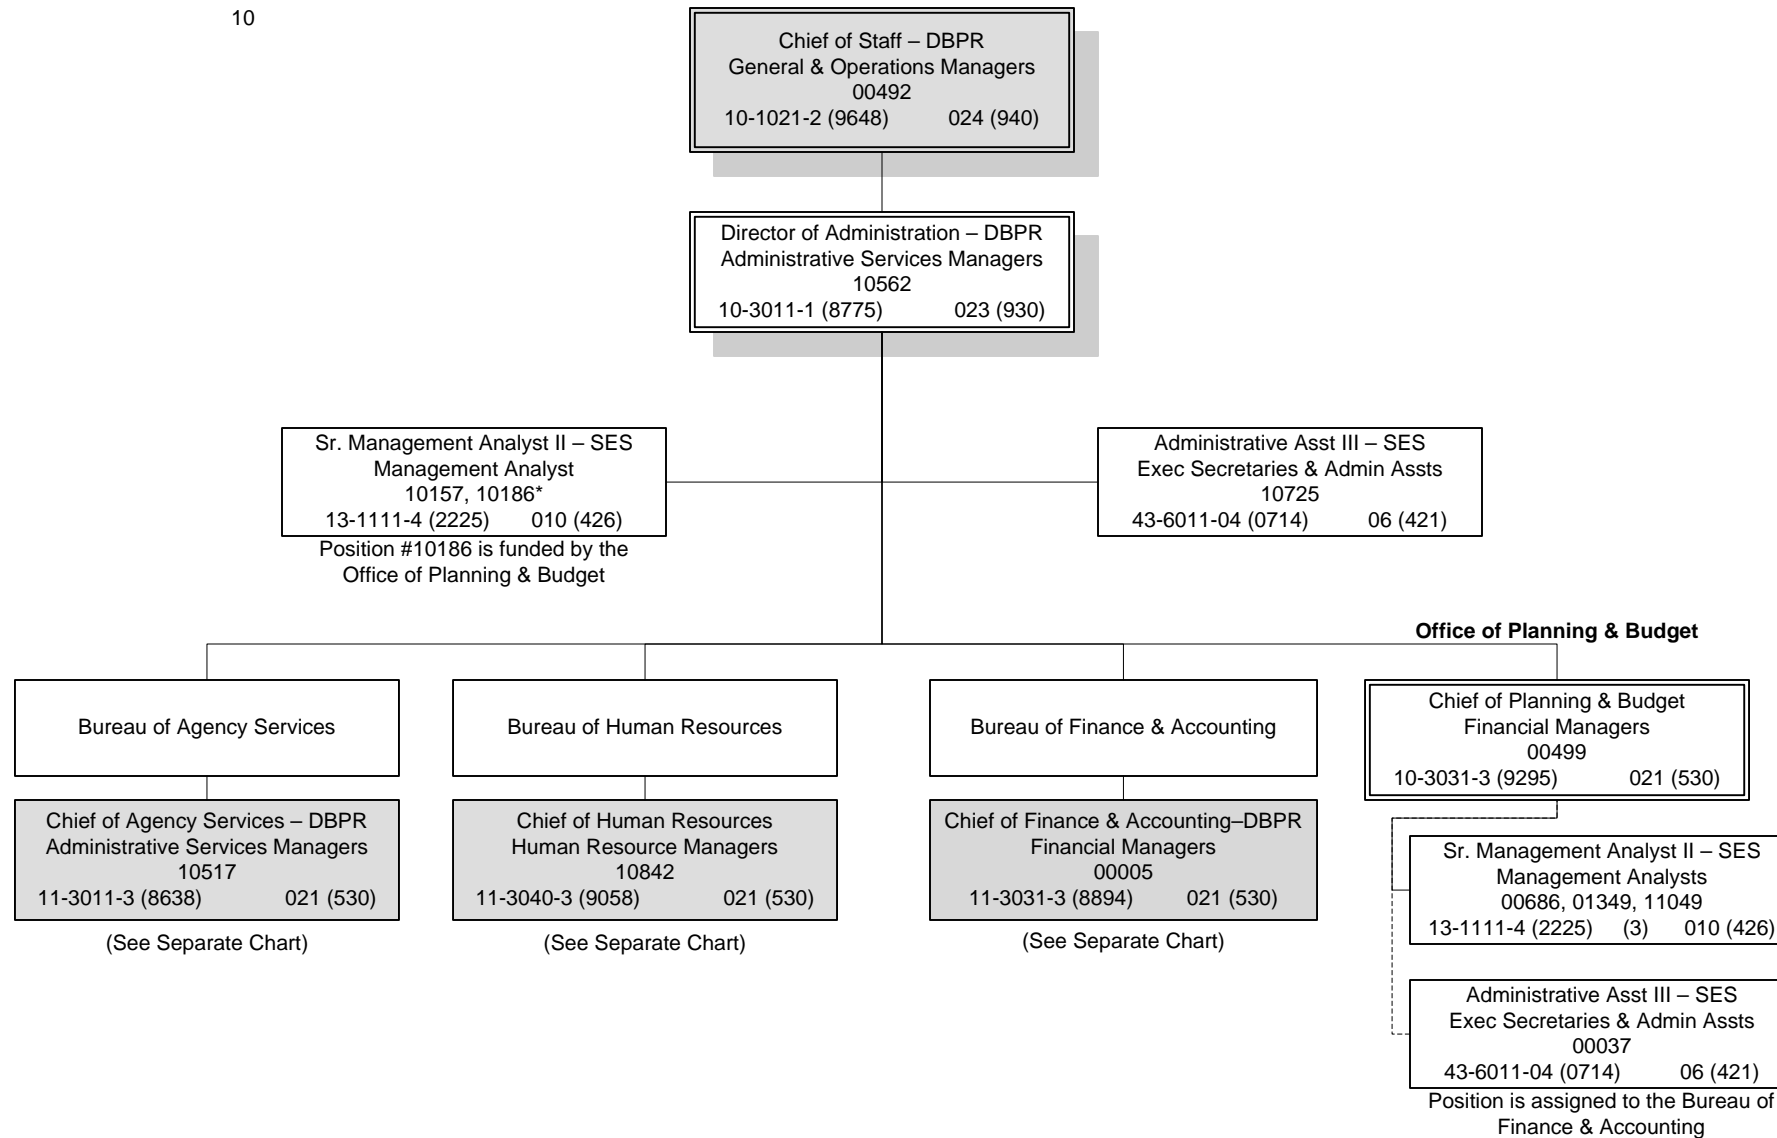 10
Chief of Staff – DBPR
General & Operations Managers
00492
10-1021-2 (9648) 024 (940)
Director of Administration – DBPR
Administrative Services Managers
10562
10-3011-1 (8775) 023 (930)
Sr. Management Analyst II – SES
Management Analyst
10157, 10186*
13-1111-4 (2225) 010 (426)
Position #10186 is funded by the
Office of Planning & Budget
Administrative Asst III – SES
Exec Secretaries & Admin Assts
10725
43-6011-04 (0714) 06 (421)
Bureau of Agency Services
Chief of Agency Services – DBPR
Administrative Services Managers
10517
11-3011-3 (8638) 021 (530)
(See Separate Chart)
Bureau of Human Resources
Chief of Human Resources
Human Resource Managers
10842
11-3040-3 (9058) 021 (530)
(See Separate Chart)
Bureau of Finance & Accounting
Chief of Finance & Accounting–DBPR
Financial Managers
00005
11-3031-3 (8894) 021 (530)
(See Separate Chart)
Office of Planning & Budget
Chief of Planning & Budget
Financial Managers
00499
10-3031-3 (9295) 021 (530)
Sr. Management Analyst II – SES
Management Analysts
00686, 01349, 11049
13-1111-4 (2225) (3) 010 (426)
Administrative Asst III – SES
Exec Secretaries & Admin Assts
00037
43-6011-04 (0714) 06 (421)
Position is assigned to the Bureau of
Finance & Accounting